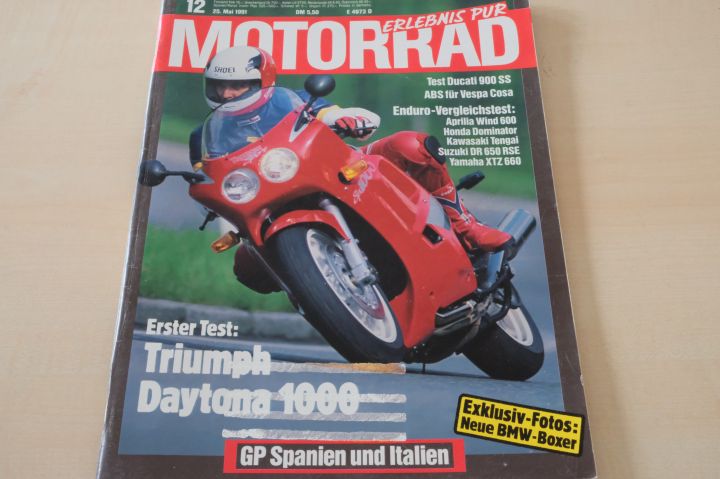 12
25. Mai 1991
DM 5,50
E 4973 D
ERLEBNIS PUR
MOTORRAD
SHOEI
Test Ducati 900 SS
ABS für Vespa Cosa
Enduro-Vergleichstest:
Aprilia Wind 600
Honda Dominator
Kawasaki Tengai
Suzuki DR 650 RSE
Yamaha XTZ 660
Erster Test:
Triumph
Daytona 1000
Exklusiv-Fotos:
Neue BMW-Boxer
GP Spanien und Italien